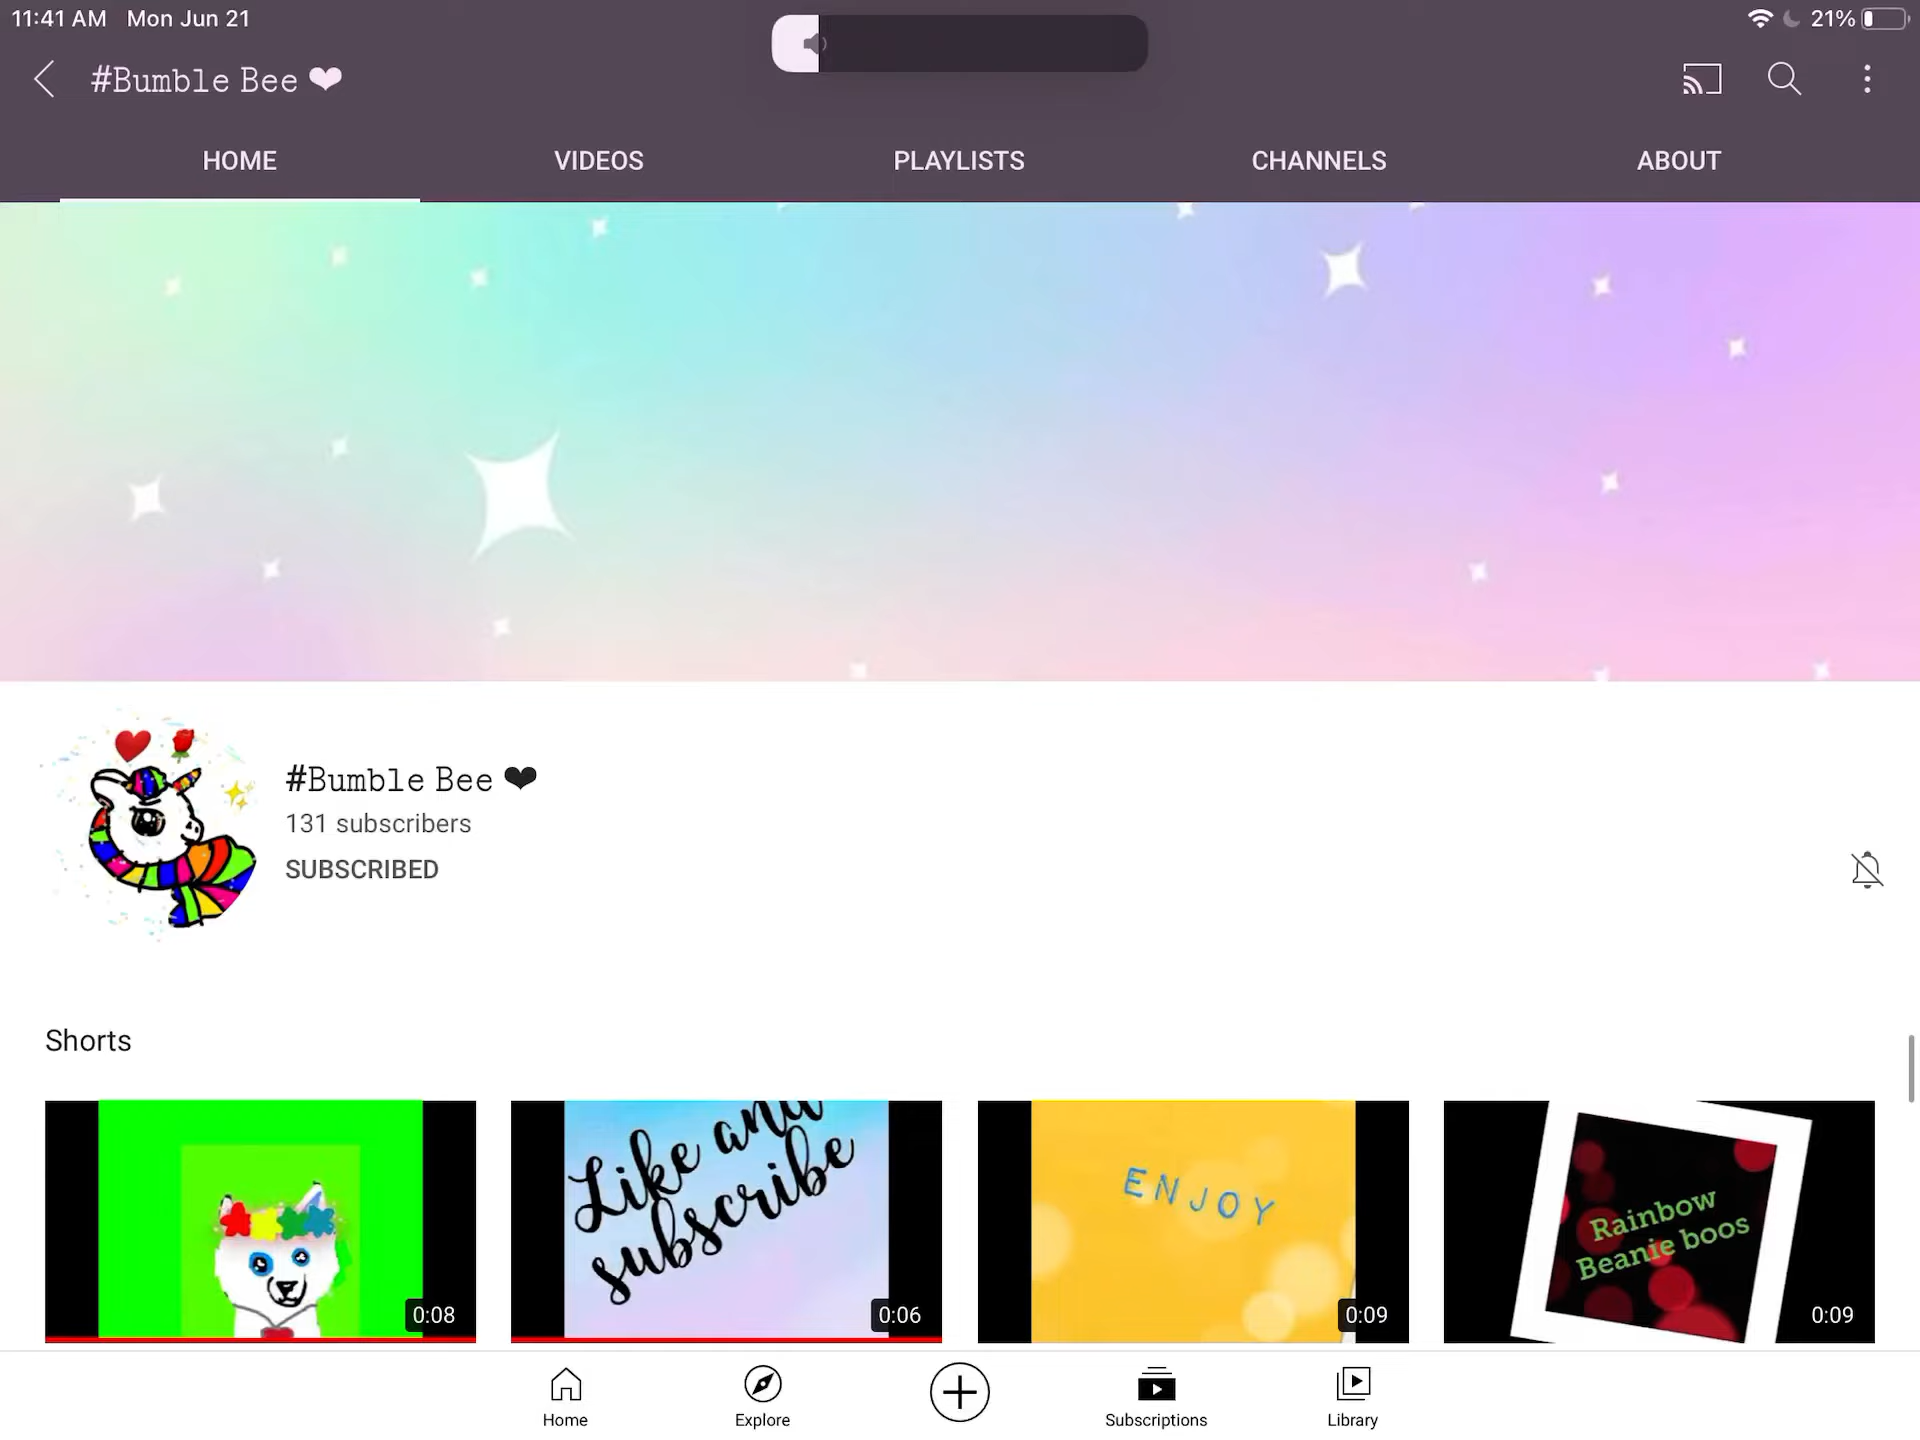 11:41 AM Mon Jun 21
21%
#Bumble Bee ❤
HOME VIDEOS PLAYLISTS CHANNELS ABOUT
#Bumble Bee ❤
131 subscribers
SUBSCRIBED
Shorts
0:08
Like and
subscribe
0:06
ENJOY
0:09
Rainbow
Beanie boos
0:09
Home Explore Subscriptions Library